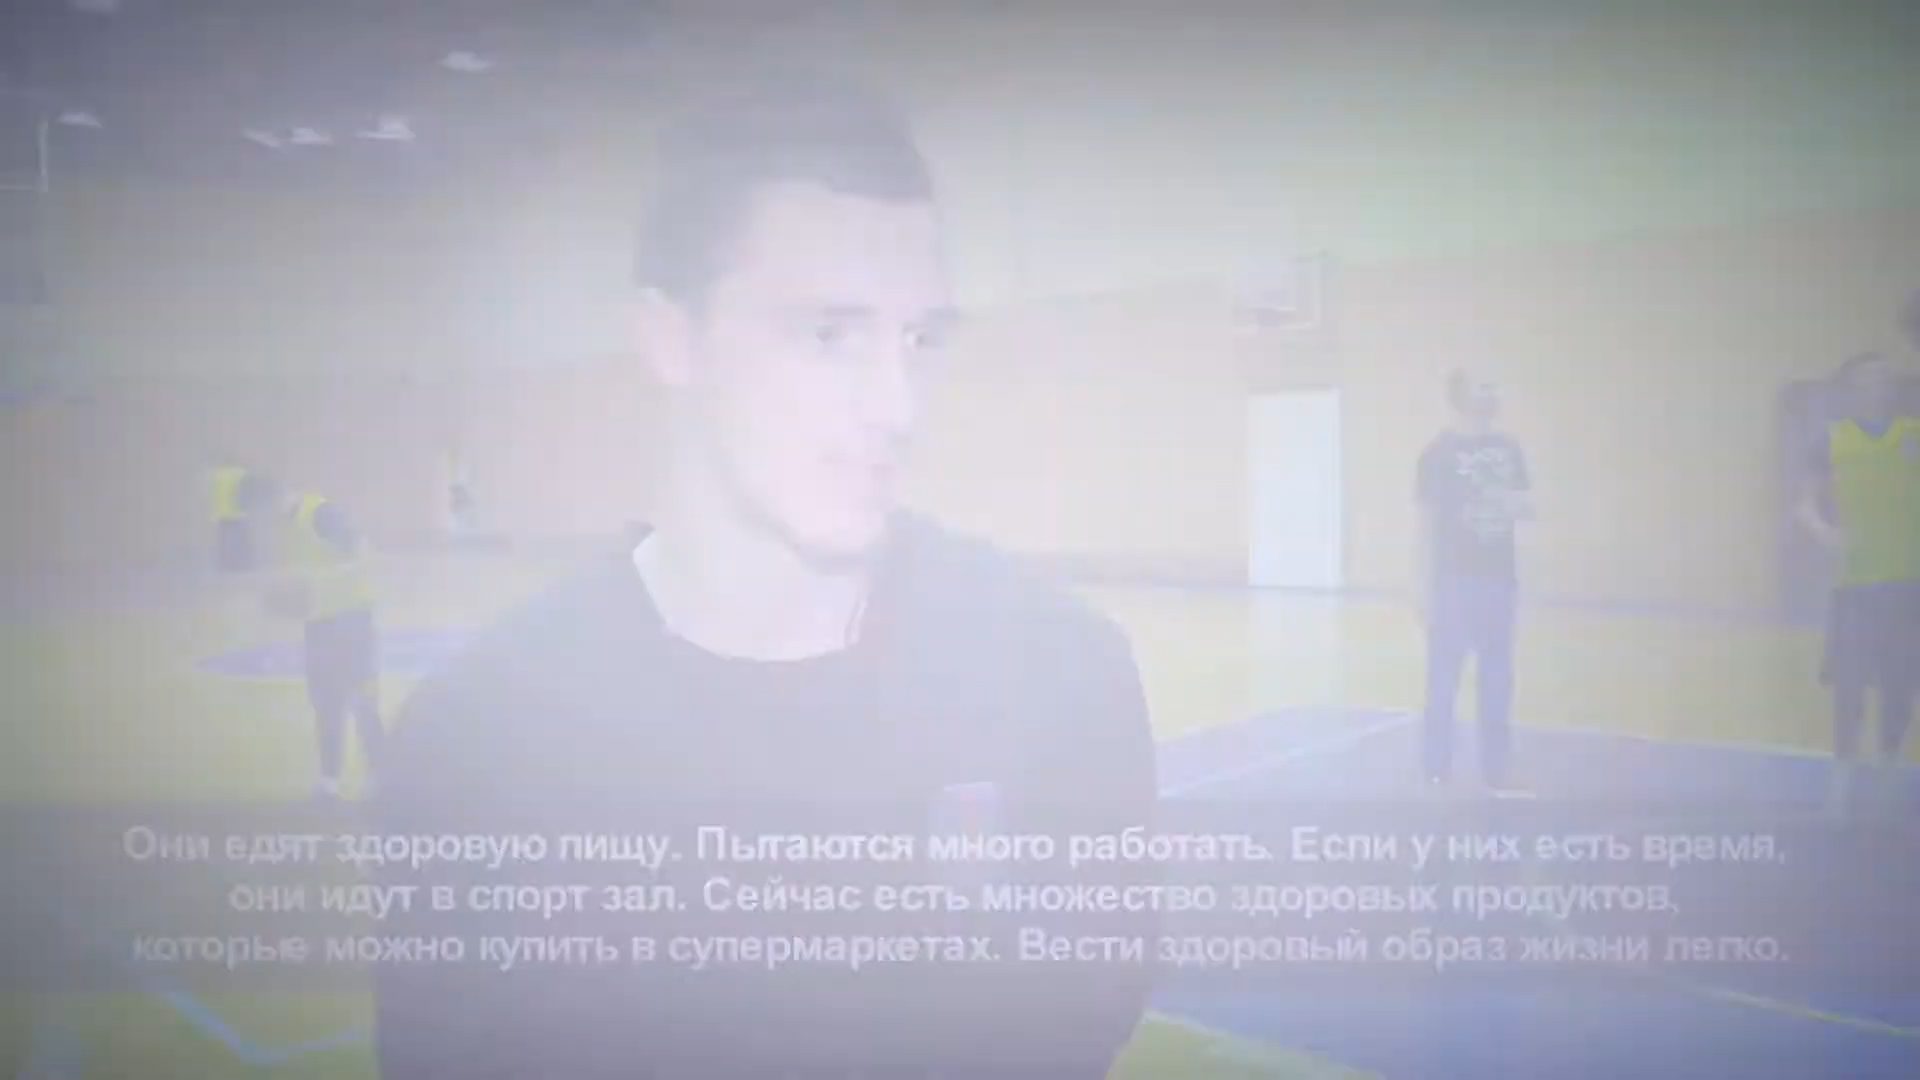 Они едят здоровую пищу. Пытаются много работать. Если у них есть время,
они идут в спорт зал. Сейчас есть множество здоровых продуктов,
которые можно купить в супермаркетах. Вести здоровый образ жизни легко.